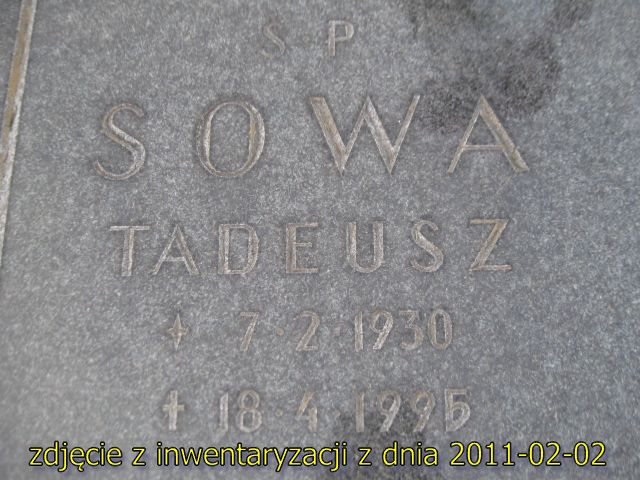 S·P
SOWA
TADEUSZ
7·2·1930
✝ 18·4·1995
zdjęcie z inwentaryzacji z dnia 2011-02-02